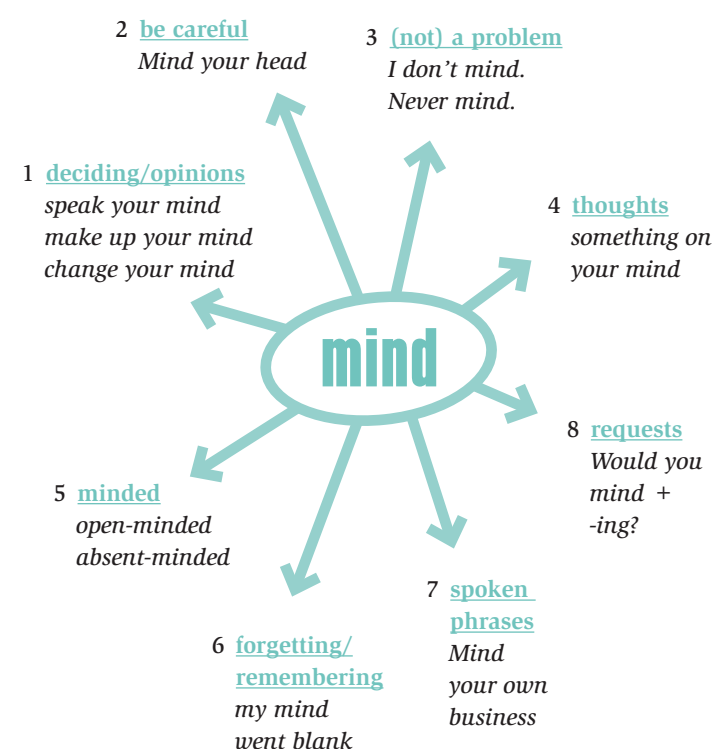 2 be careful
Mind your head
3 (not) a problem
I don't mind.
Never mind.
1 deciding/opinions
speak your mind
make up your mind
change your mind
4 thoughts
something on
your mind
mind
5 minded
open-minded
absent-minded
8 requests
Would you
mind +
-ing?
6 forgetting/
remembering
my mind
went blank
7 spoken
phrases
Mind
your own
business